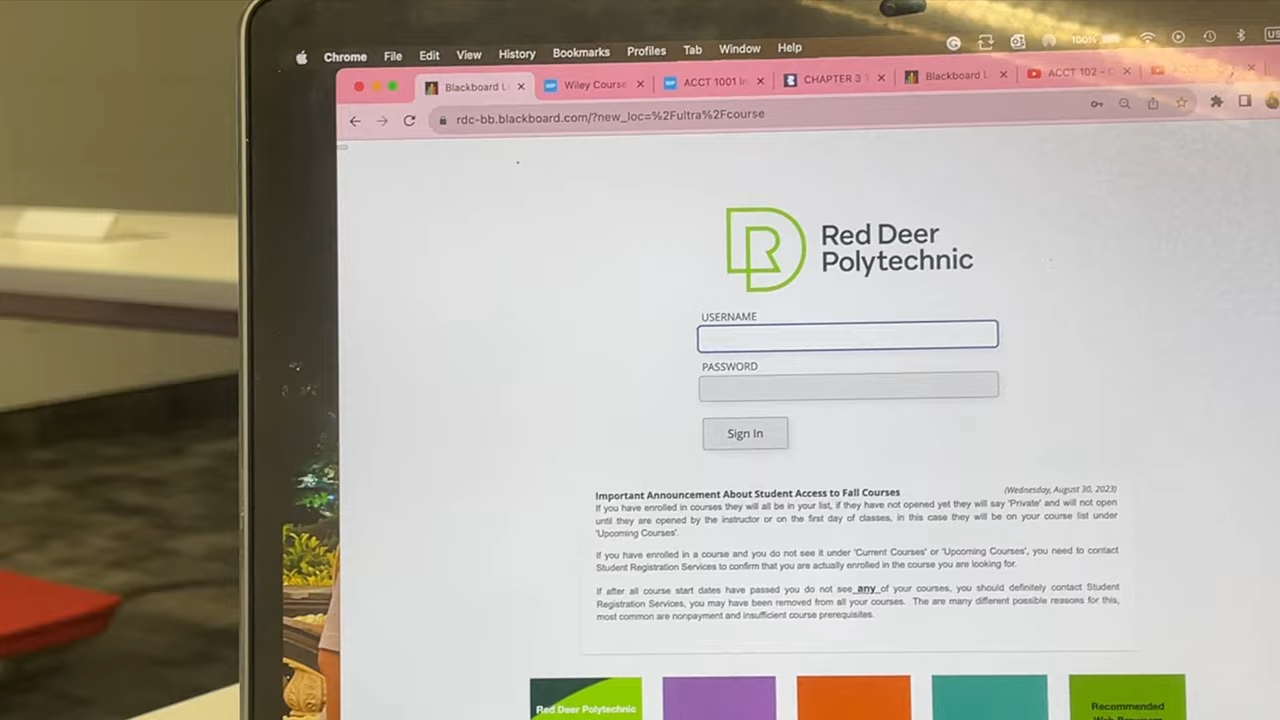 Chrome File Edit View History Bookmarks Profiles Tab Window Help 100%
Blackboard L Wiley Course ACCT 1001 In CHAPTER 3 Blackboard L ACCT 102 -
rdc-bb.blackboard.com/?new_loc=%2Fultra%2Fcourse
Red Deer
Polytechnic
USERNAME
PASSWORD
Sign In
Important Announcement About Student Access to Fall Courses (Wednesday, August 30, 2023)
If you have enrolled in courses they will all be in your list, if they have not opened yet they will say 'Private' and will not open
until they are opened by the instructor or on the first day of classes, in this case they will be on your course list under
'Upcoming Courses'.
If you have enrolled in a course and you do not see it under 'Current Courses' or 'Upcoming Courses', you need to contact
Student Registration Services to confirm that you are actually enrolled in the course you are looking for.
If after all course start dates have passed you do not see any of your courses, you should definitely contact Student
Registration Services, you may have been removed from all your courses. The are many different possible reasons for this,
most common are nonpayment and insufficient course prerequisites.
Red Deer Polytechnic
Recommended